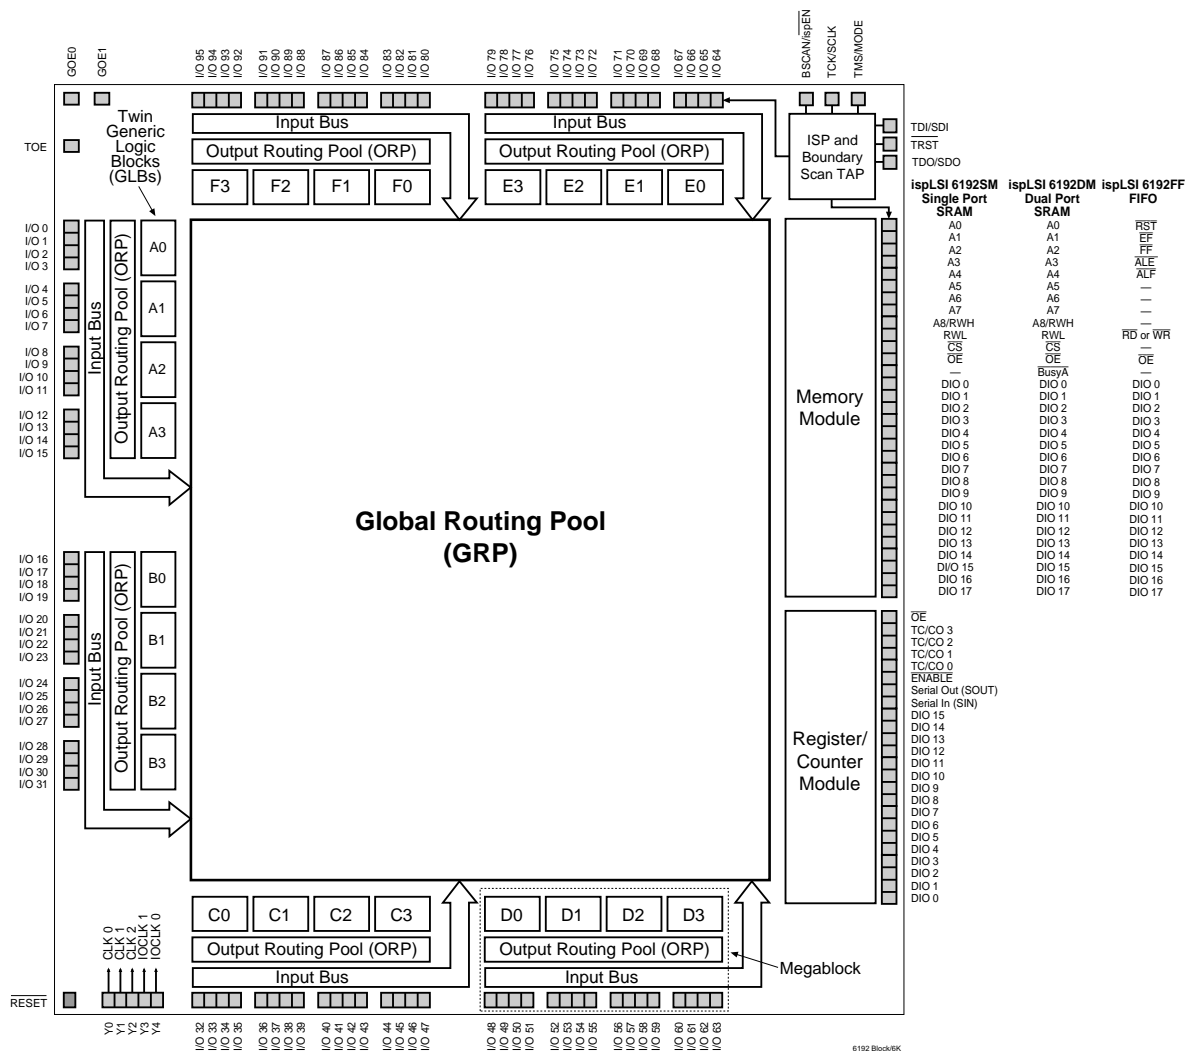 GOE0
GOE1
I/O 95
I/O 94
I/O 93
I/O 92
I/O 91
I/O 90
I/O 89
I/O 88
I/O 87
I/O 86
I/O 85
I/O 84
I/O 83
I/O 82
I/O 81
I/O 80
I/O 79
I/O 78
I/O 77
I/O 76
I/O 75
I/O 74
I/O 73
I/O 72
I/O 71
I/O 70
I/O 69
I/O 68
I/O 67
I/O 66
I/O 65
I/O 64
BSCAN/ispEN
TCK/SCLK
TMS/MODE
TOE
Twin
Generic
Logic
Blocks
(GLBs)
Input Bus
Output Routing Pool (ORP)
F3
F2
F1
F0
Input Bus
Output Routing Pool (ORP)
E3
E2
E1
E0
ISP and
Boundary
Scan TAP
TDI/SDI
TRST
TDO/SDO
I/O 0
I/O 1
I/O 2
I/O 3
I/O 4
I/O 5
I/O 6
I/O 7
I/O 8
I/O 9
I/O 10
I/O 11
I/O 12
I/O 13
I/O 14
I/O 15
Input Bus
Output Routing Pool (ORP)
A0
A1
A2
A3
I/O 16
I/O 17
I/O 18
I/O 19
I/O 20
I/O 21
I/O 22
I/O 23
I/O 24
I/O 25
I/O 26
I/O 27
I/O 28
I/O 29
I/O 30
I/O 31
Input Bus
Output Routing Pool (ORP)
B0
B1
B2
B3
Global Routing Pool
(GRP)
Memory
Module
ispLSI 6192SM ispLSI 6192DM ispLSI 6192FF
Single Port Dual Port FIFO
SRAM SRAM
A0 A0 RST
A1 A1 EF
A2 A2 FF
A3 A3 ALE
A4 A4 ALF
A5 A5 —
A6 A6 —
A7 A7 —
A8/RWH A8/RWH —
RWL RWL RD or WR
CS CS —
OE OE OE
— BusyA —
DIO 0 DIO 0 DIO 0
DIO 1 DIO 1 DIO 1
DIO 2 DIO 2 DIO 2
DIO 3 DIO 3 DIO 3
DIO 4 DIO 4 DIO 4
DIO 5 DIO 5 DIO 5
DIO 6 DIO 6 DIO 6
DIO 7 DIO 7 DIO 7
DIO 8 DIO 8 DIO 8
DIO 9 DIO 9 DIO 9
DIO 10 DIO 10 DIO 10
DIO 11 DIO 11 DIO 11
DIO 12 DIO 12 DIO 12
DIO 13 DIO 13 DIO 13
DIO 14 DIO 14 DIO 14
DI/O 15 DIO 15 DIO 15
DIO 16 DIO 16 DIO 16
DIO 17 DIO 17 DIO 17
Register/
Counter
Module
OE
TC/CO 3
TC/CO 2
TC/CO 1
TC/CO 0
ENABLE
Serial Out (SOUT)
Serial In (SIN)
DIO 15
DIO 14
DIO 13
DIO 12
DIO 11
DIO 10
DIO 9
DIO 8
DIO 7
DIO 6
DIO 5
DIO 4
DIO 3
DIO 2
DIO 1
DIO 0
C0
C1
C2
C3
Output Routing Pool (ORP)
Input Bus
D0
D1
D2
D3
Output Routing Pool (ORP)
Input Bus
Megablock
CLK 0
CLK 1
CLK 2
IOCLK 1
IOCLK 0
RESET
Y0
Y1
Y2
Y3
Y4
I/O 32
I/O 33
I/O 34
I/O 35
I/O 36
I/O 37
I/O 38
I/O 39
I/O 40
I/O 41
I/O 42
I/O 43
I/O 44
I/O 45
I/O 46
I/O 47
I/O 48
I/O 49
I/O 50
I/O 51
I/O 52
I/O 53
I/O 54
I/O 55
I/O 56
I/O 57
I/O 58
I/O 59
I/O 60
I/O 61
I/O 62
I/O 63
6192 Block/6K